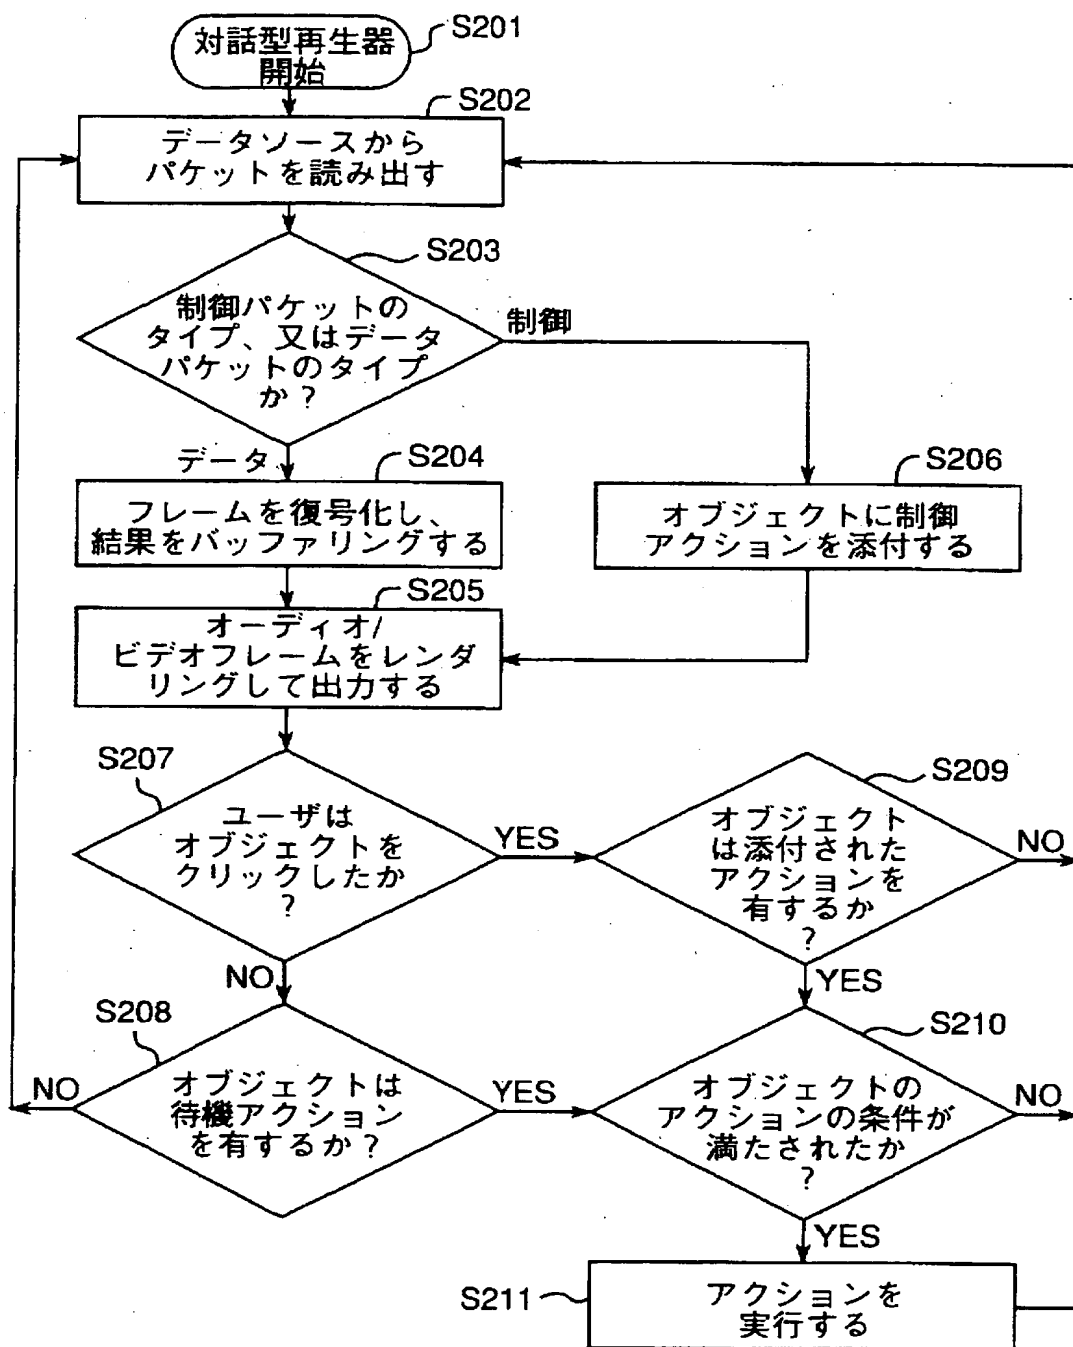 対話型再生器
開始
S201
S202
データソースから
パケットを読み出す
S203
制御パケットの
タイプ、又はデータ
パケットのタイプ
か?
制御
データ
S204
フレームを復号化し、
結果をバッファリングする
S206
オブジェクトに制御
アクションを添付する
S205
オーディオ/
ビデオフレームをレンダ
リングして出力する
S207
ユーザは
オブジェクトを
クリックしたか
?
YES
NO
S209
オブジェクト
は添付された
アクションを
有するか
?
NO
YES
S208
オブジェクトは
待機アクション
を有するか?
NO
YES
S210
オブジェクトの
アクションの条件が
満たされたか
?
NO
YES
S211
アクションを
実行する